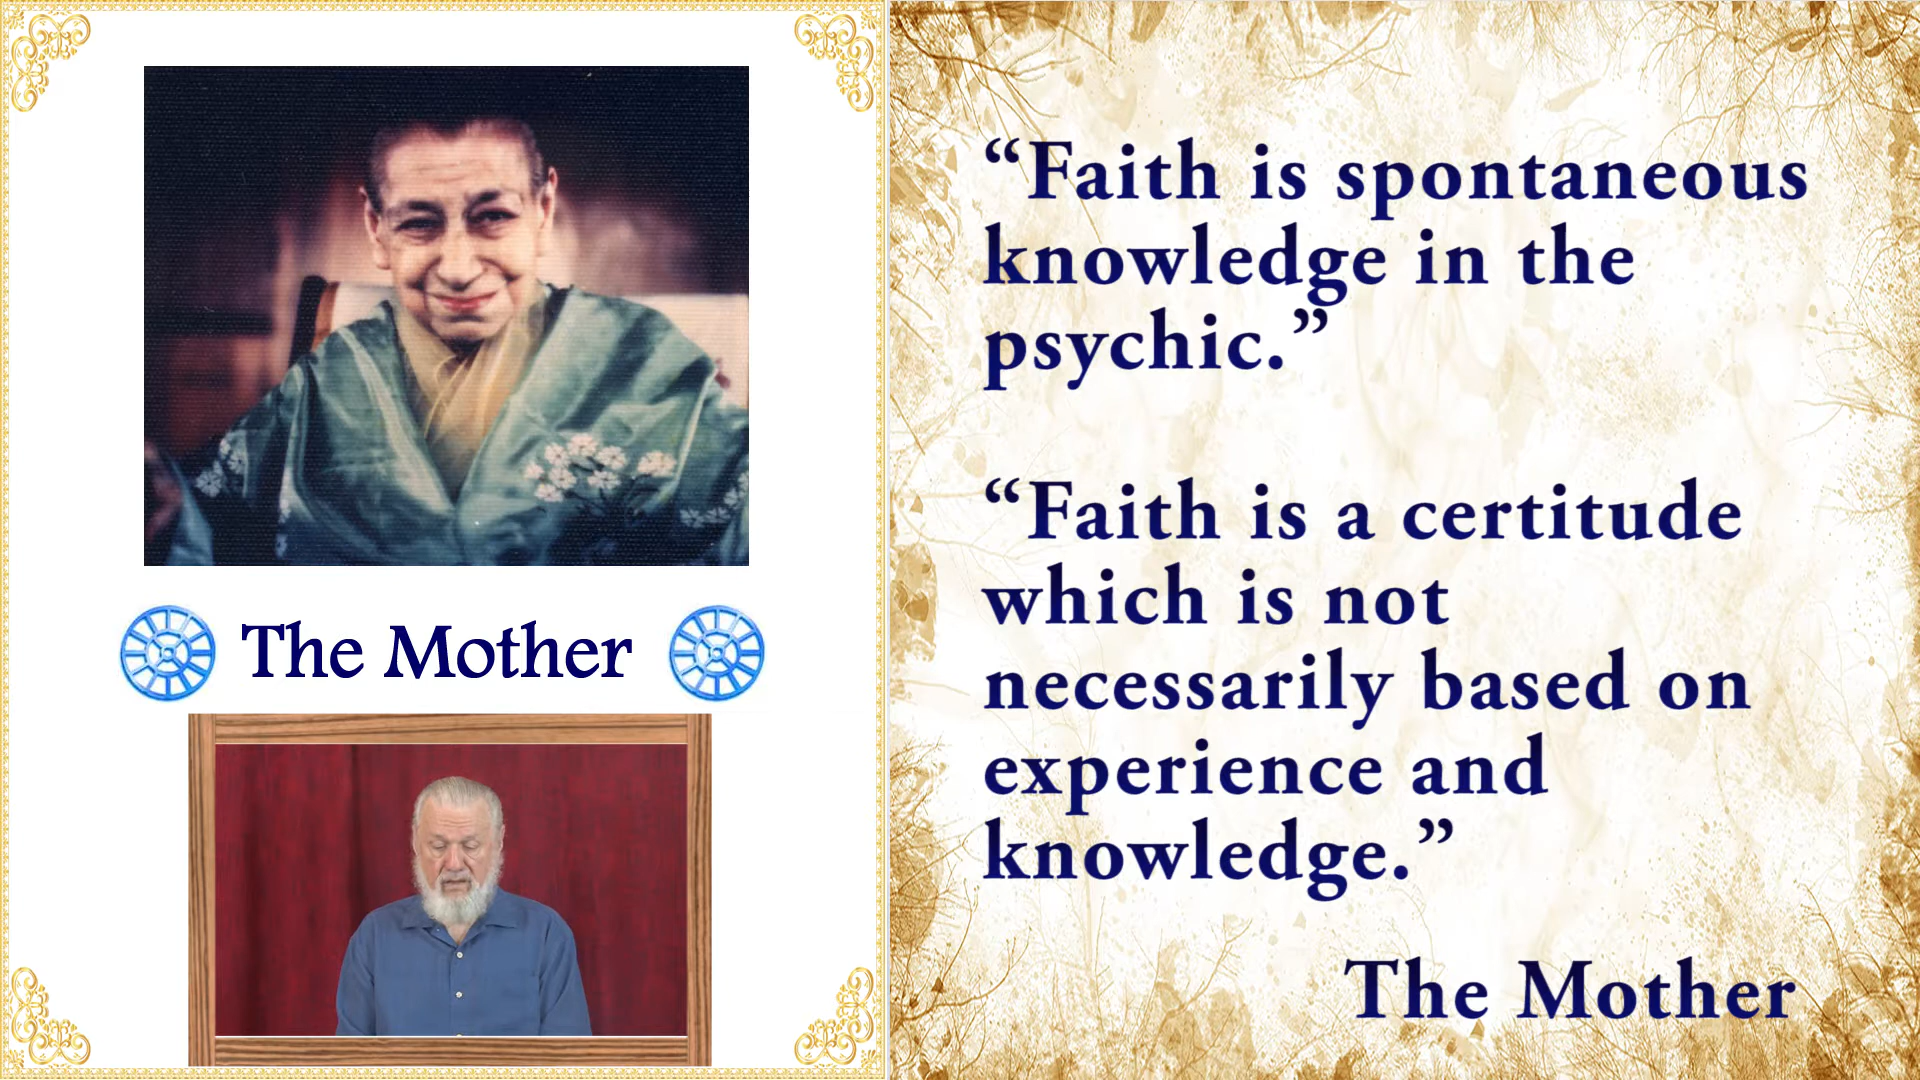 The Mother
“Faith is spontaneous
knowledge in the
psychic.”
“Faith is a certitude
which is not
necessarily based on
experience and
knowledge.”
The Mother